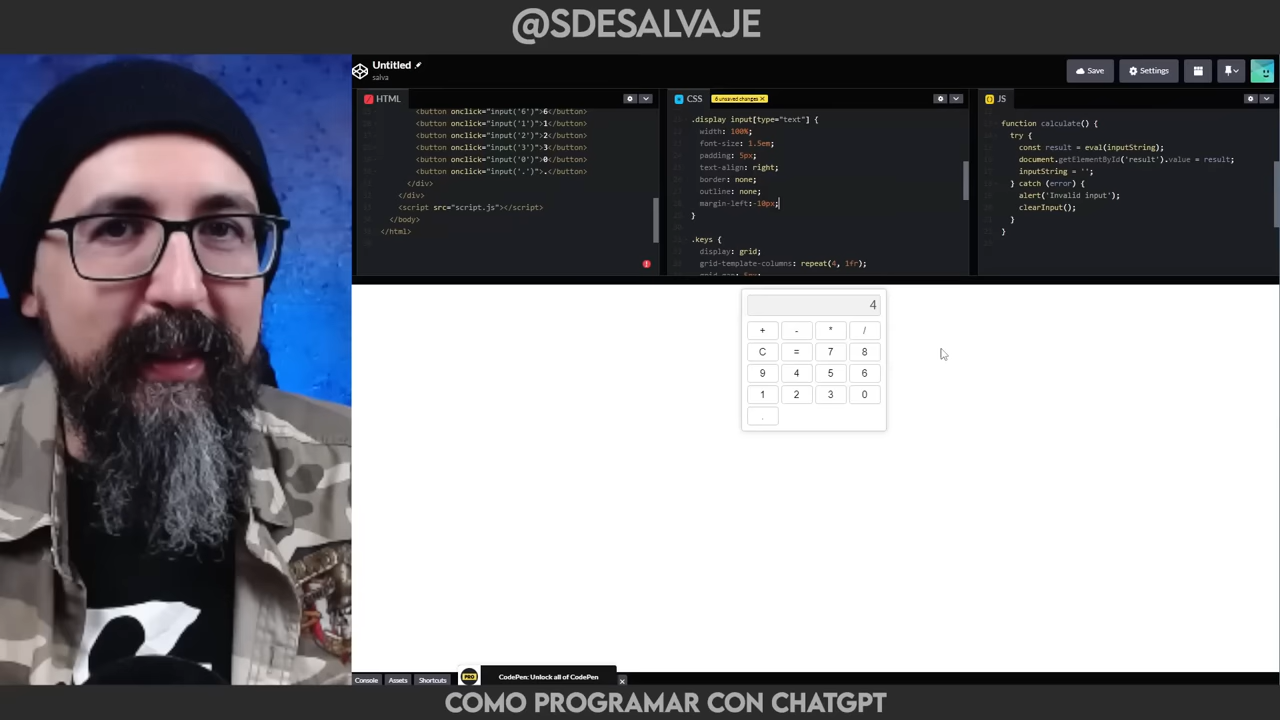 @SDESALVAJE
Untitled
salva
Save
Settings
HTML
CSS
6 unsaved changes ×
JS
<button onclick="input('6')">6</button>
<button onclick="input('1')">1</button>
<button onclick="input('2')">2</button>
<button onclick="input('3')">3</button>
<button onclick="input('0')">0</button>
<button onclick="input('.')">.</button>
</div>
</div>
<script src="script.js"></script>
</body>
</html>
.display input[type="text"] {
width: 100%;
font-size: 1.5em;
padding: 5px;
text-align: right;
border: none;
outline: none;
margin-left:-10px;
}
.keys {
display: grid;
grid-template-columns: repeat(4, 1fr);
function calculate() {
try {
const result = eval(inputString);
document.getElementById('result').value = result;
inputString = '';
} catch (error) {
alert('Invalid input');
clearInput();
}
}
4
+ - * /
C = 7 8
9 4 5 6
1 2 3 0
.
Console
Assets
Shortcuts
PRO
CodePen: Unlock all of CodePen
×
COMO PROGRAMAR CON CHATGPT